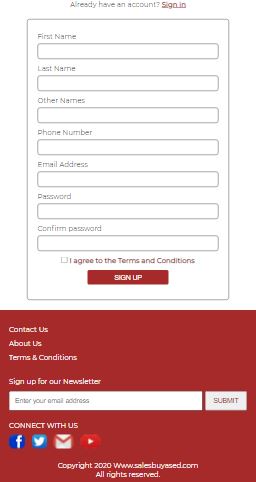 Already have an account? Sign in
First Name
Last Name
Other Names
Phone Number
Email Address
Password
Confirm password
I agree to the Terms and Conditions
SIGN UP
Contact Us
About Us
Terms & Conditions
Sign up for our Newsletter
Enter your email address
SUBMIT
CONNECT WITH US
Copyright 2020 Www.salesbuyased.com
All rights reserved.